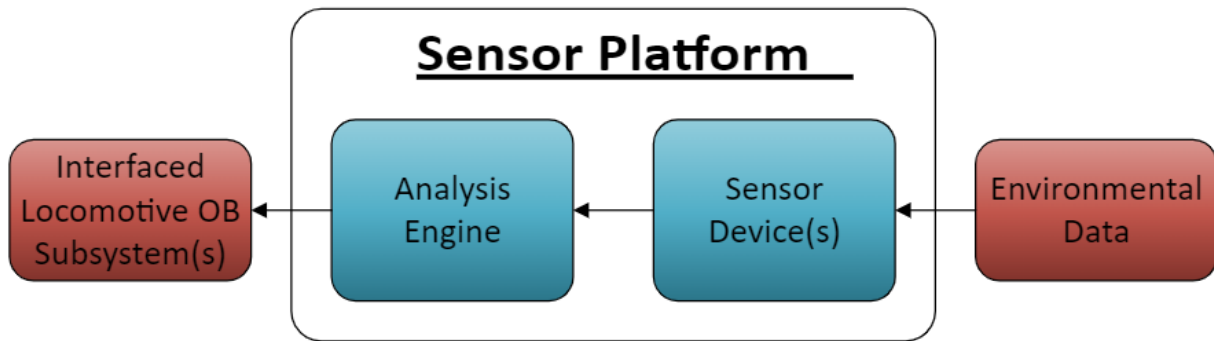 Sensor Platform
Interfaced
Locomotive OB
Subsystem(s)
Analysis
Engine
Sensor
Device(s)
Environmental
Data